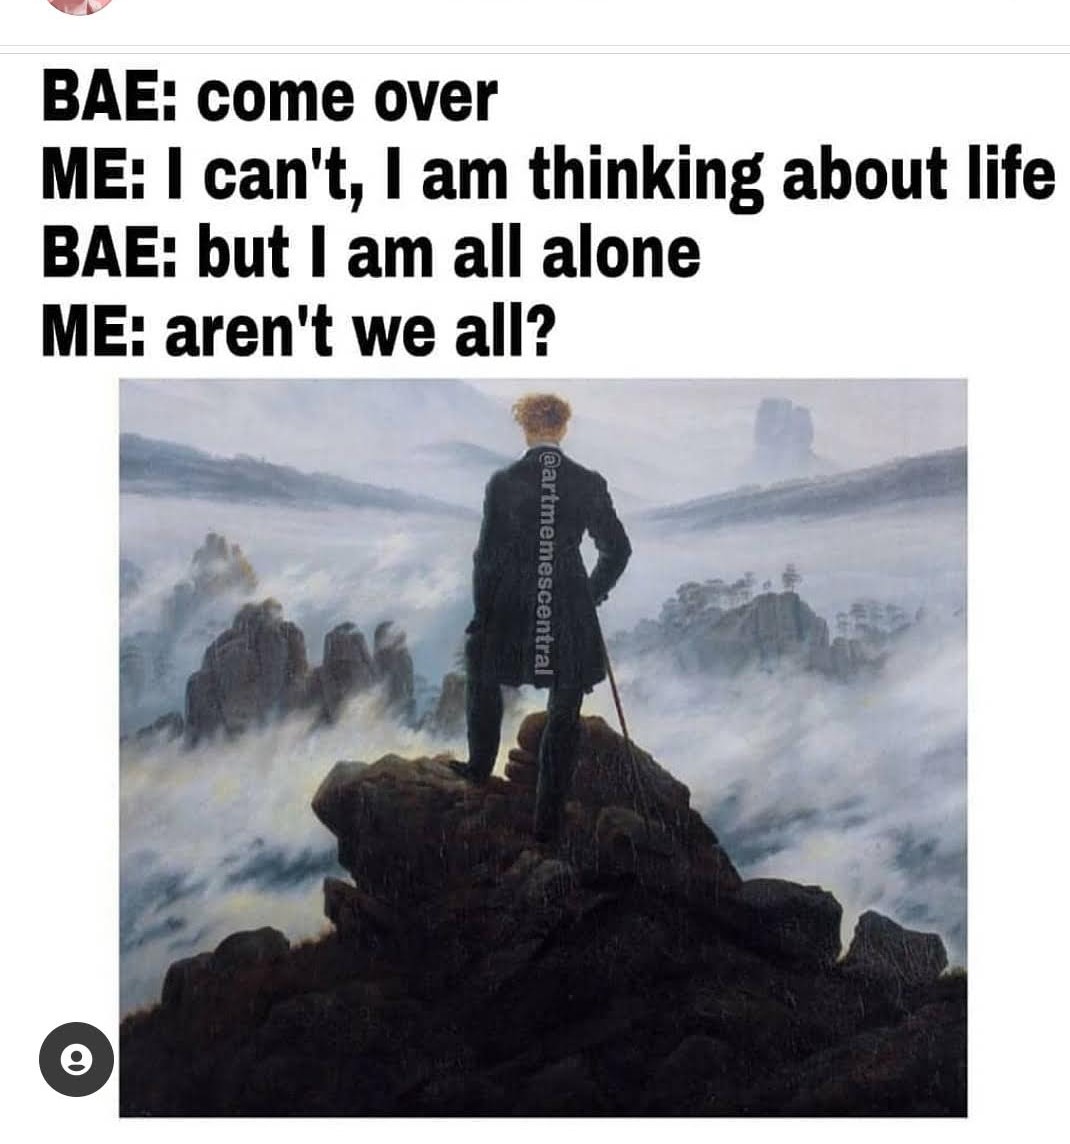 BAE: come over
ME: I can't, I am thinking about life
BAE: but I am all alone
ME: aren't we all?
@artmemescentral